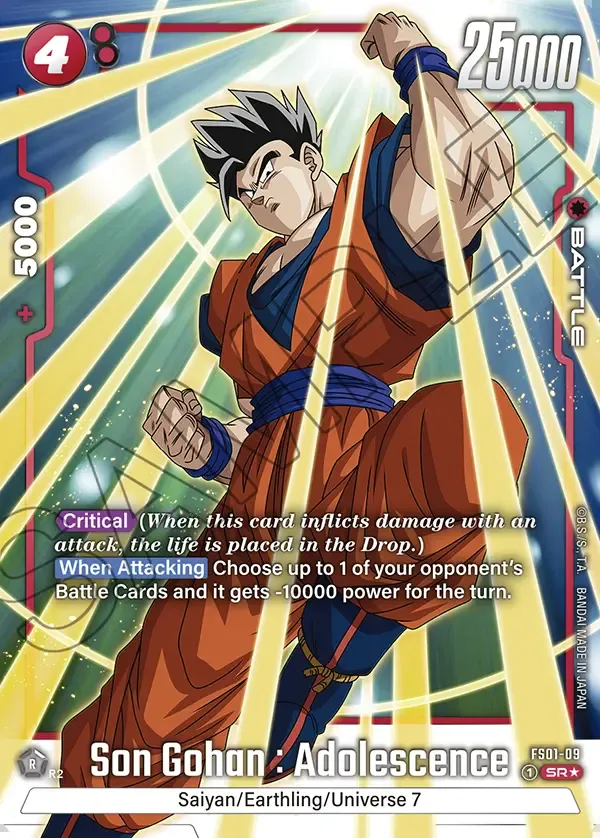 4
25000
+ 5000
BATTLE
SAMPLE
Critical (When this card inflicts damage with an
attack, the life is placed in the Drop.)
When Attacking Choose up to 1 of your opponent's
Battle Cards and it gets -10000 power for the turn.
©B.S./S., T.A. BANDAI MADE IN JAPAN
R
R2
Son Gohan : Adolescence
FS01-09
1 SR★
Saiyan/Earthling/Universe 7